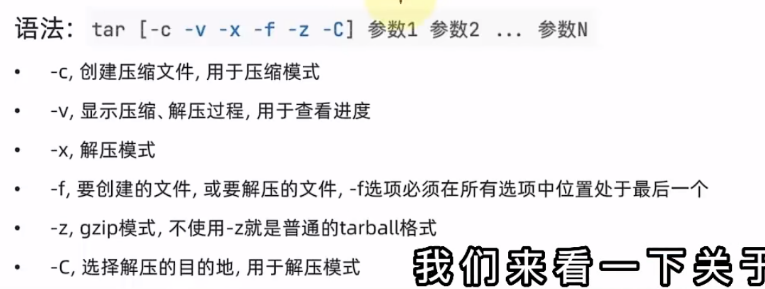 语法：tar [-c -v -x -f -z -C] 参数1 参数2 ... 参数N
• -c, 创建压缩文件, 用于压缩模式
• -v, 显示压缩、解压过程, 用于查看进度
• -x, 解压模式
• -f, 要创建的文件, 或要解压的文件, -f选项必须在所有选项中位置处于最后一个
• -z, gzip模式, 不使用-z就是普通的tarball格式
• -C, 选择解压的目的地, 用于解压模式
我们来看一下关于